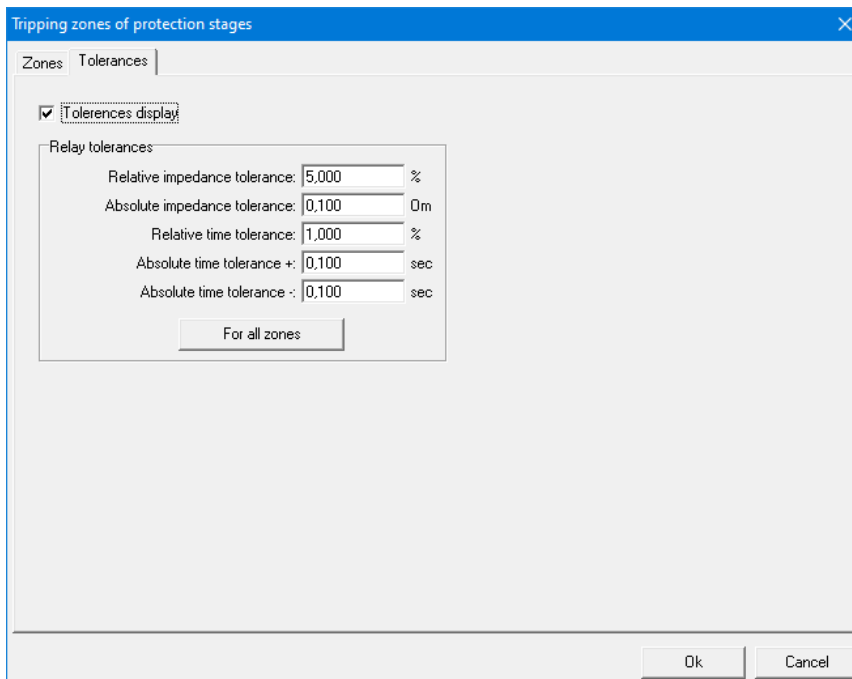 Tripping zones of protection stages
Zones Tolerances
Tolerences display
Relay tolerances
Relative impedance tolerance: 5,000 %
Absolute impedance tolerance: 0,100 Om
Relative time tolerance: 1,000 %
Absolute time tolerance +: 0,100 sec
Absolute time tolerance -: 0,100 sec
For all zones
Ok Cancel